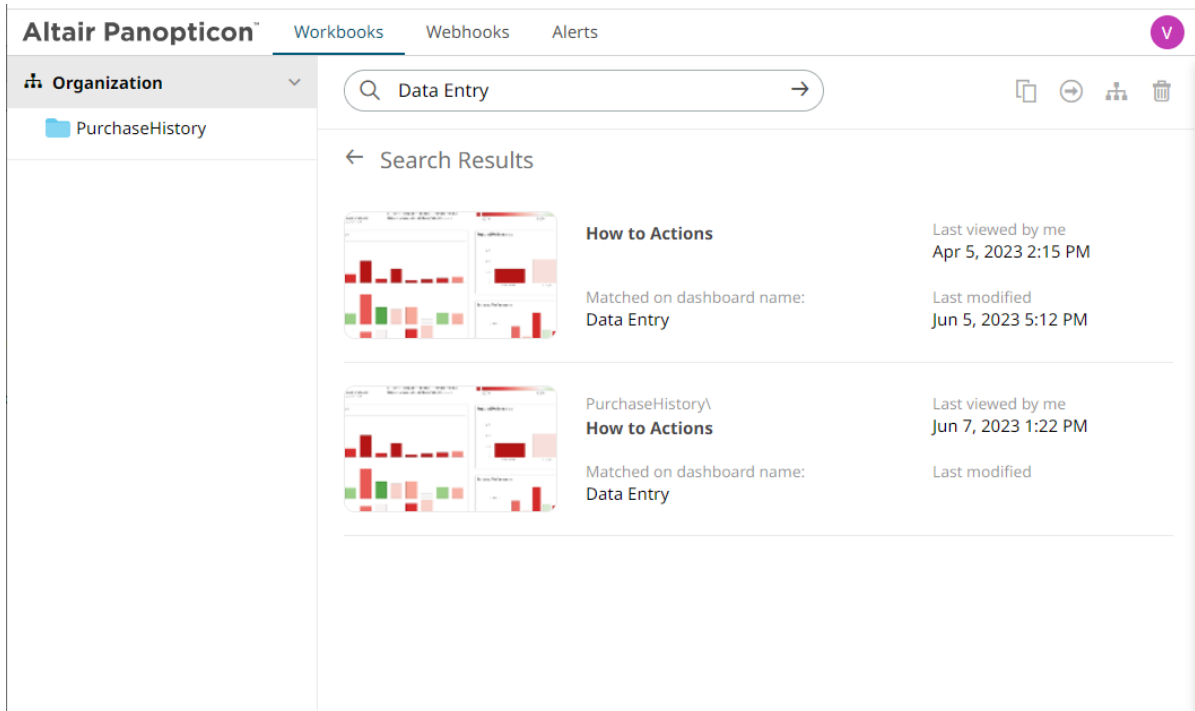 Altair Panopticon™ Workbooks Webhooks Alerts V
Organization
PurchaseHistory
Data Entry
Search Results
How to Actions
Last viewed by me
Apr 5, 2023 2:15 PM
Matched on dashboard name:
Data Entry
Last modified
Jun 5, 2023 5:12 PM
PurchaseHistory\
How to Actions
Last viewed by me
Jun 7, 2023 1:22 PM
Matched on dashboard name:
Data Entry
Last modified